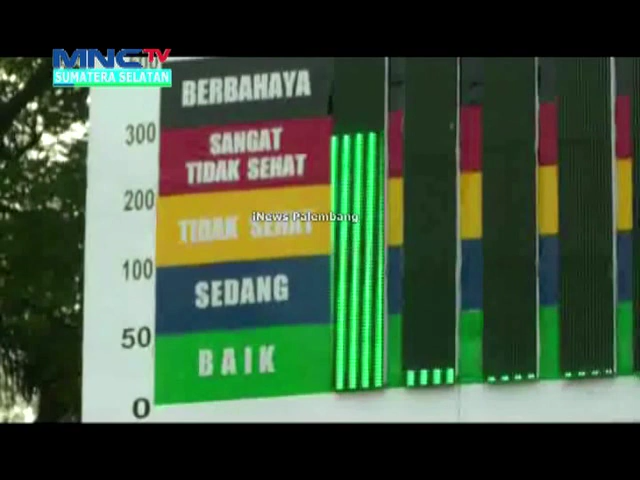 MNCTV
SUMATERA SELATAN
BERBAHAYA
300
SANGAT
TIDAK SEHAT
200
TIDAK SEHAT
iNews Palembang
100
SEDANG
50
BAIK
0